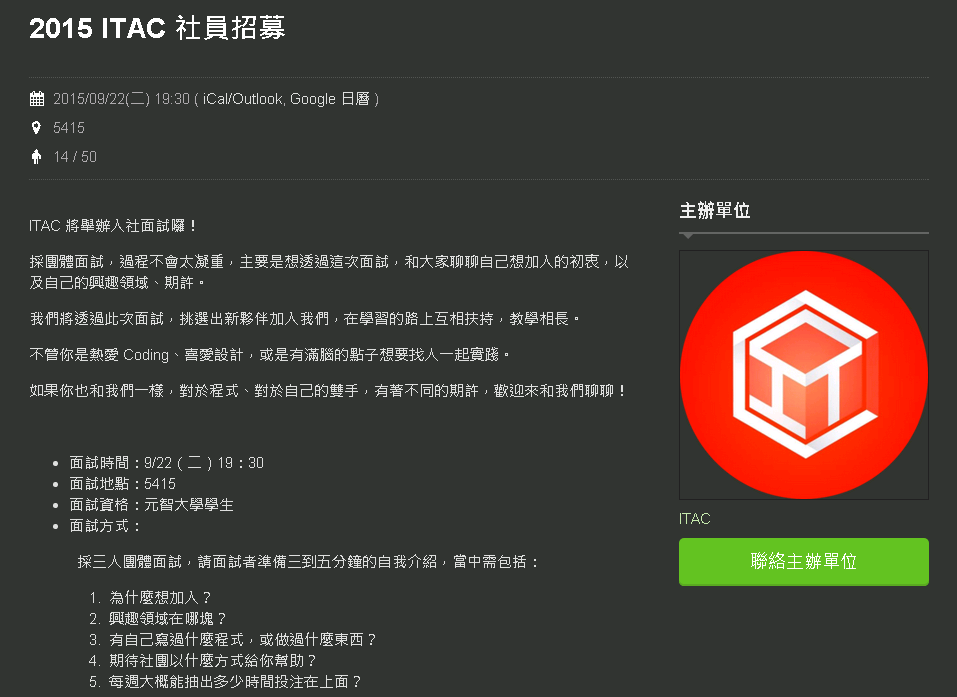 2015 ITAC 社員招募
2015/09/22(二) 19:30 ( iCal/Outlook, Google 日曆 )
5415
14 / 50
ITAC 將舉辦入社面試囉！
採團體面試，過程不會太凝重，主要是想透過這次面試，和大家聊聊自己想加入的初衷，以
及自己的興趣領域、期許。
我們將透過此次面試，挑選出新夥伴加入我們，在學習的路上互相扶持，教學相長。
不管你是熱愛 Coding、喜愛設計，或是有滿腦的點子想要找人一起實踐。
如果你也和我們一樣，對於程式、對於自己的雙手，有著不同的期許，歡迎來和我們聊聊！
面試時間：9/22（二）19：30
面試地點：5415
面試資格：元智大學學生
面試方式：
採三人團體面試，請面試者準備三到五分鐘的自我介紹，當中需包括：
1. 為什麼想加入？
2. 興趣領域在哪塊？
3. 有自己寫過什麼程式，或做過什麼東西？
4. 期待社團以什麼方式給你幫助？
5. 每週大概能抽出多少時間投注在上面？
主辦單位
ITAC
聯絡主辦單位